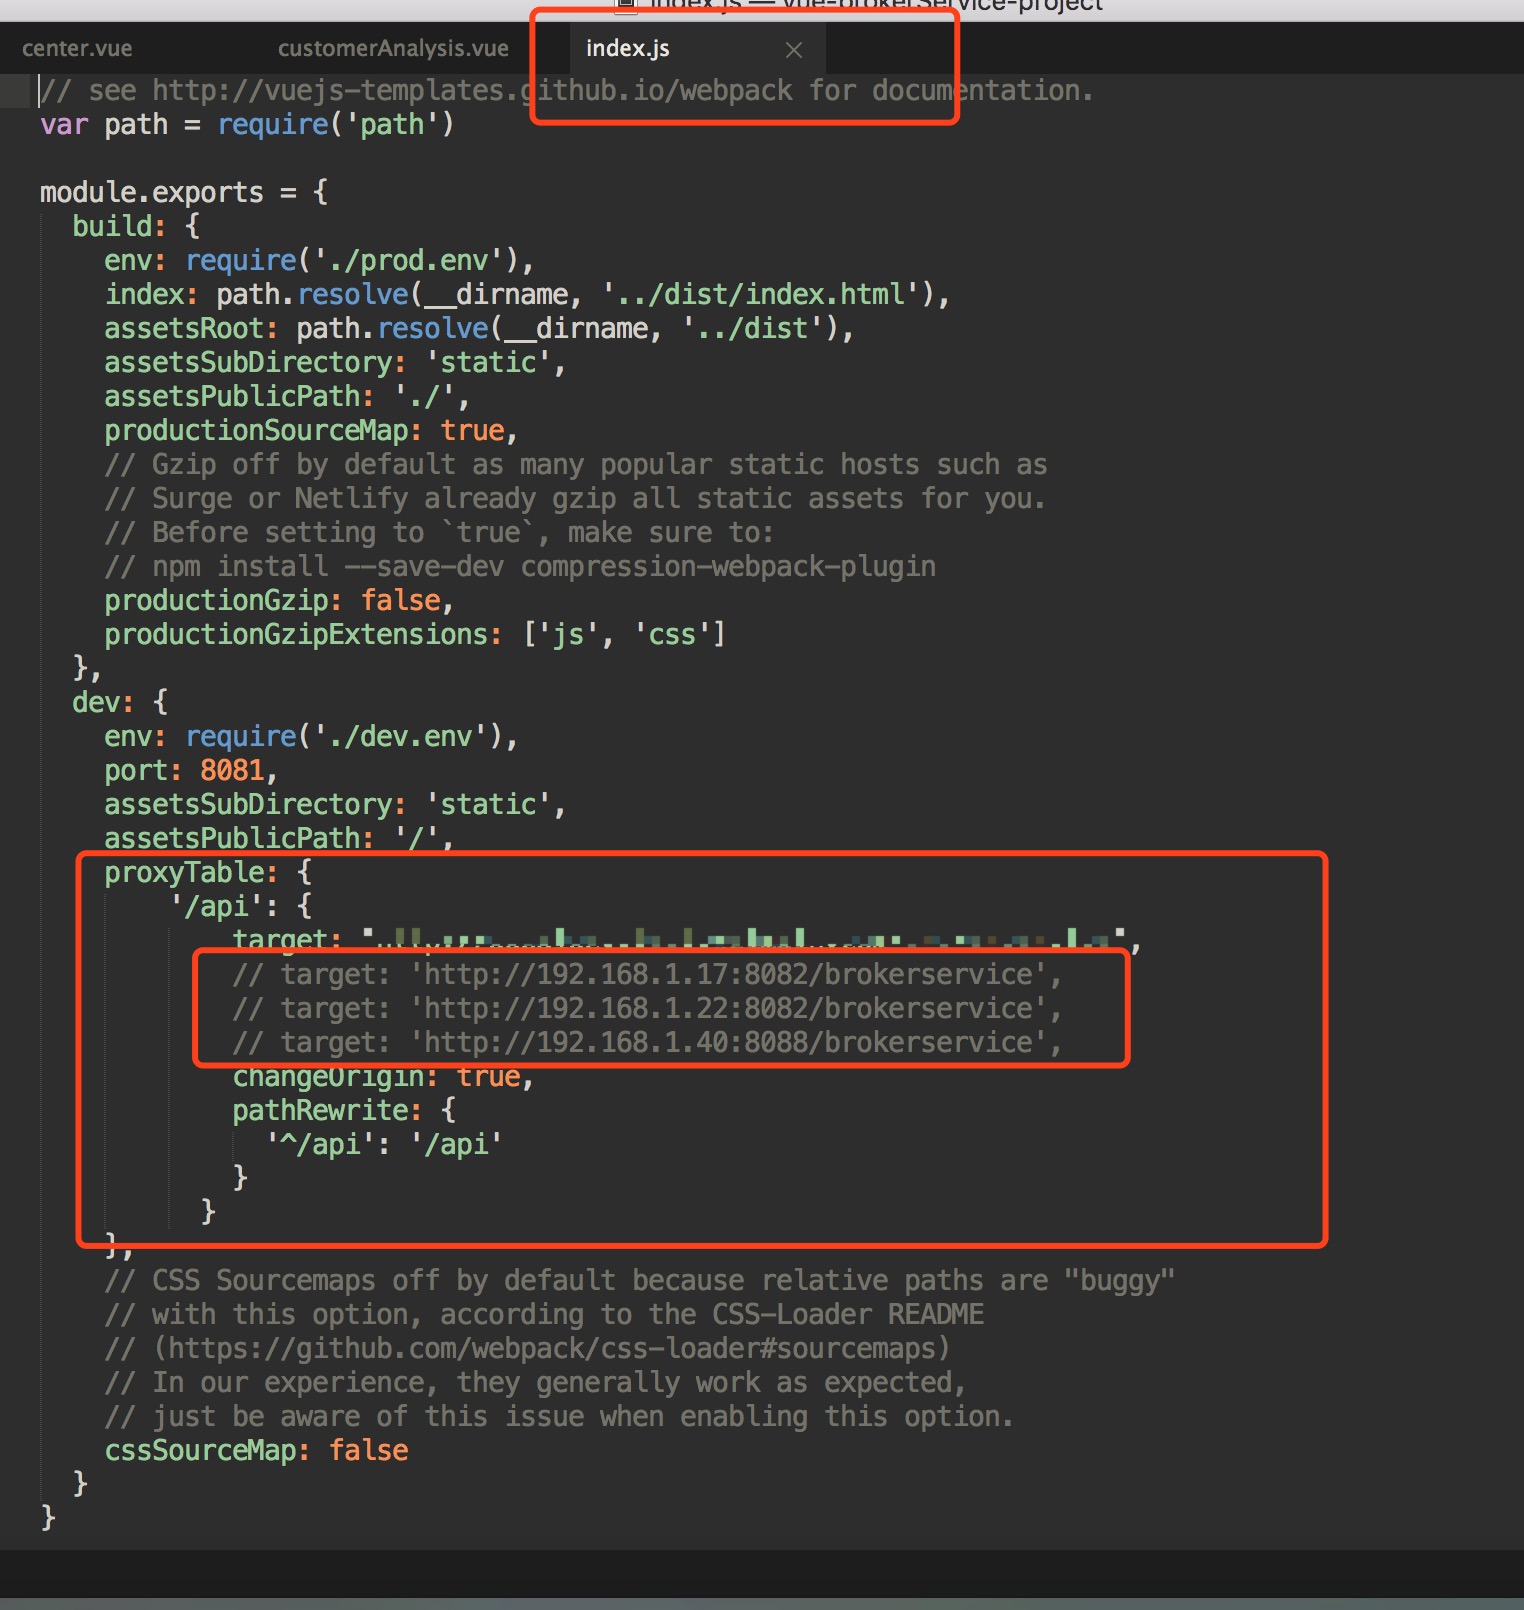 index.js — vue-brokerService-project
center.vue customerAnalysis.vue index.js ×
// see http://vuejs-templates.github.io/webpack for documentation.
var path = require('path')
module.exports = {
build: {
env: require('./prod.env'),
index: path.resolve(__dirname, '../dist/index.html'),
assetsRoot: path.resolve(__dirname, '../dist'),
assetsSubDirectory: 'static',
assetsPublicPath: './',
productionSourceMap: true,
// Gzip off by default as many popular static hosts such as
// Surge or Netlify already gzip all static assets for you.
// Before setting to `true`, make sure to:
// npm install --save-dev compression-webpack-plugin
productionGzip: false,
productionGzipExtensions: ['js', 'css']
},
dev: {
env: require('./dev.env'),
port: 8081,
assetsSubDirectory: 'static',
assetsPublicPath: '/',
proxyTable: {
'/api': {
target: ' ',
// target: 'http://192.168.1.17:8082/brokerservice',
// target: 'http://192.168.1.22:8082/brokerservice',
// target: 'http://192.168.1.40:8088/brokerservice',
changeOrigin: true,
pathRewrite: {
'^/api': '/api'
}
}
},
// CSS Sourcemaps off by default because relative paths are "buggy"
// with this option, according to the CSS-Loader README
// (https://github.com/webpack/css-loader#sourcemaps)
// In our experience, they generally work as expected,
// just be aware of this issue when enabling this option.
cssSourceMap: false
}
}